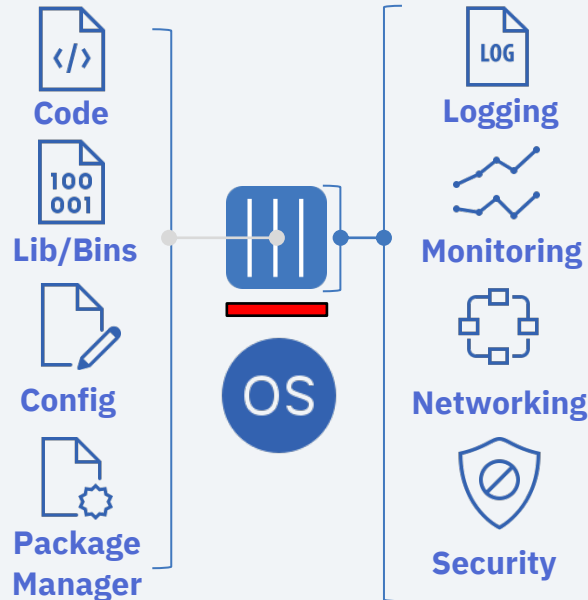 </>
Code
100
001
Lib/Bins
Config
Package
Manager
OS
LOG
Logging
Monitoring
Networking
Security